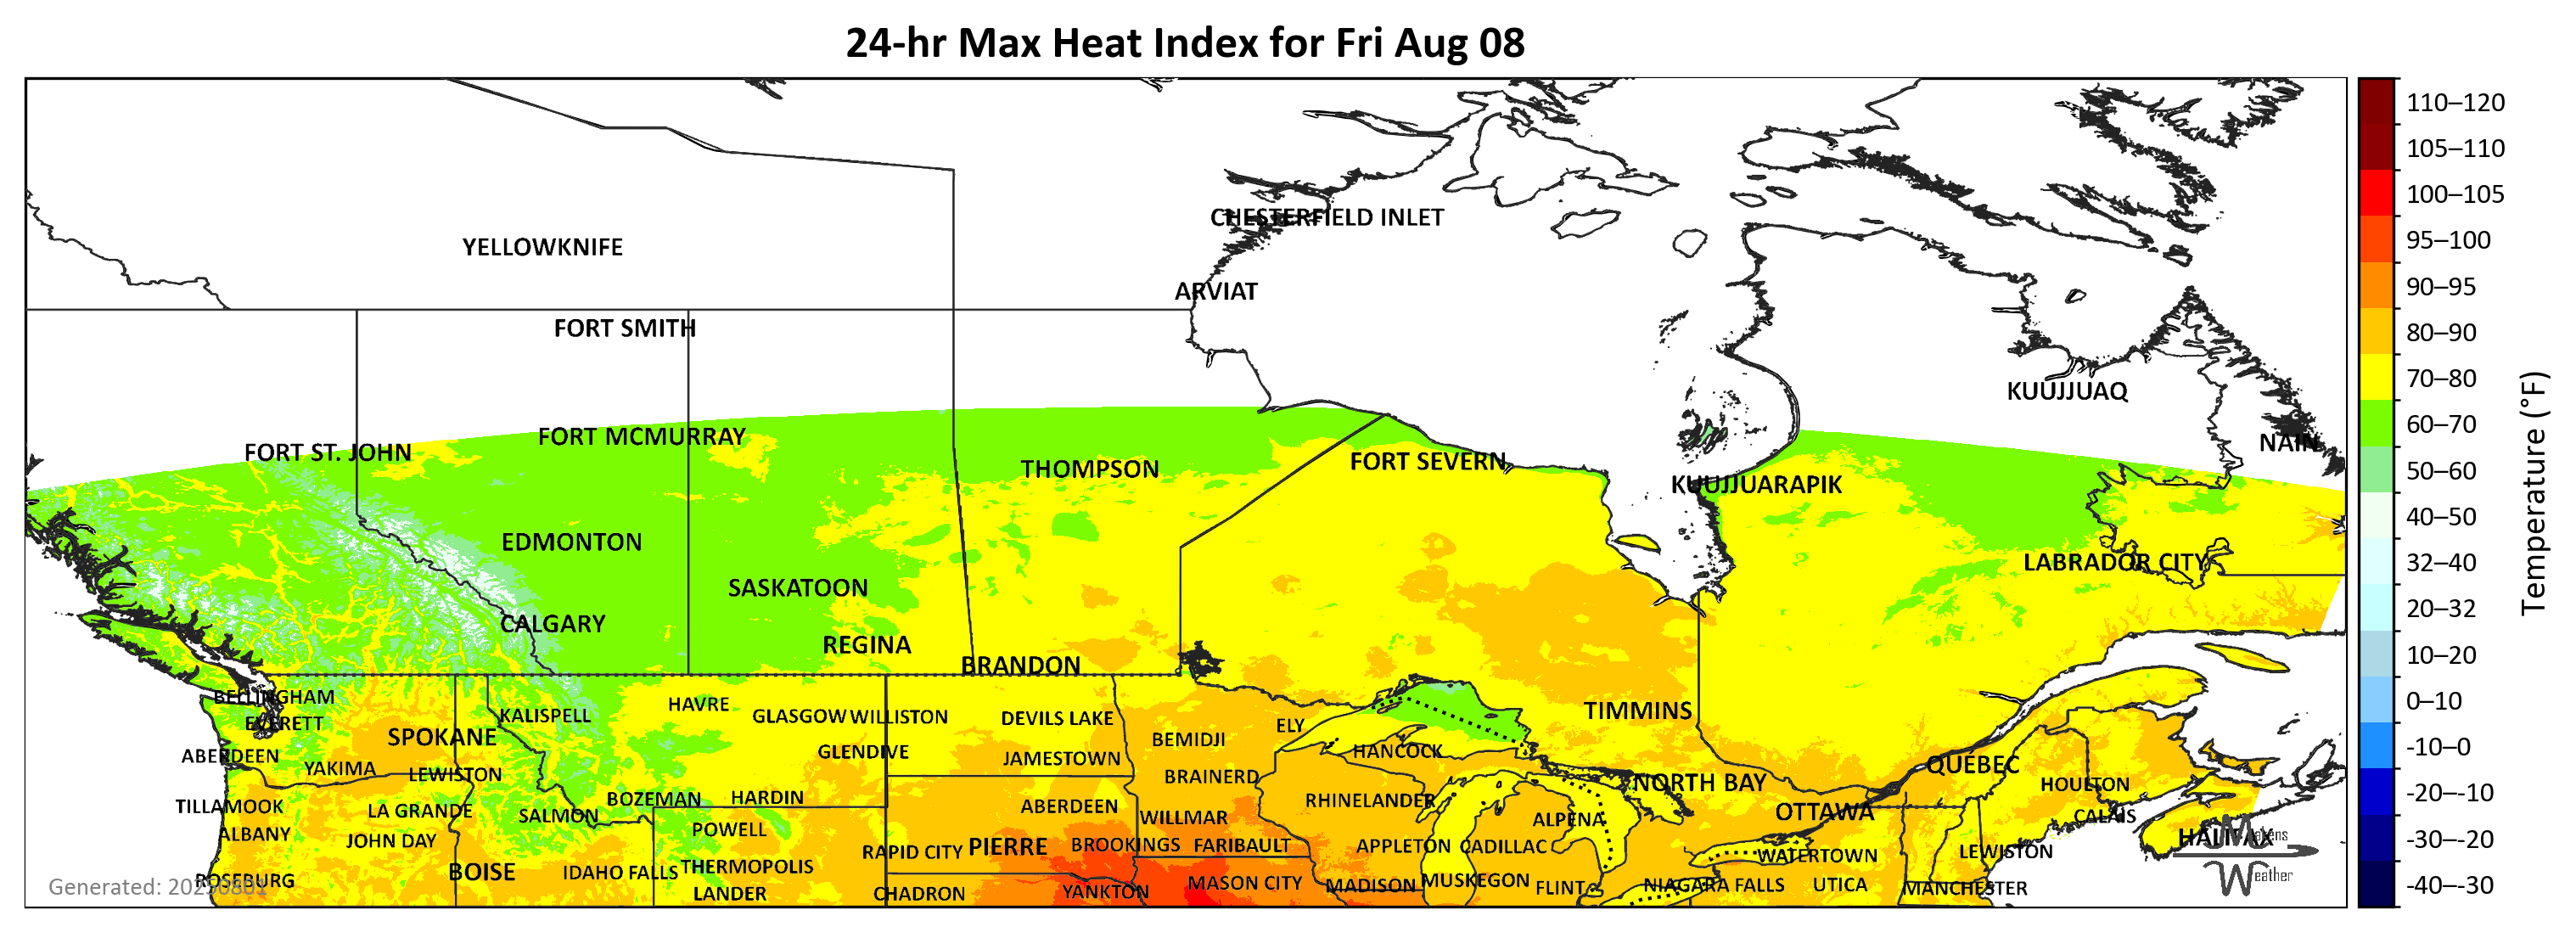 24-hr Max Heat Index for Fri Aug 08
CHESTERFIELD INLET
YELLOWKNIFE
ARVIAT
FORT SMITH
KUUJJUAQ
FORT MCMURRAY
NAIN
FORT ST. JOHN
FORT SEVERN
THOMPSON
KUUJJUARAPIK
EDMONTON
LABRADOR CITY
SASKATOON
CALGARY
REGINA
BRANDON
BELLINGHAM
HAVRE
TIMMINS
KALISPELL
GLASGOW
WILLISTON
DEVILS LAKE
EVERETT
ELY
SPOKANE
BEMIDJI
ABERDEEN
GLENDIVE
JAMESTOWN
HANCOCK
QUEBEC
YAKIMA
LEWISTON
BRAINERD
NORTH BAY
HOULTON
TILLAMOOK
LA GRANDE
BOZEMAN
HARDIN
ABERDEEN
RHINELANDER
OTTAWA
SALMON
WILLMAR
ALPENA
CALAIS
ALBANY
JOHN DAY
POWELL
HALIFAX
RAPID CITY
PIERRE
BROOKINGS
FARIBAULT
APPLETON
CADILLAC
WATERTOWN
LEWISTON
BOISE
IDAHO FALLS
THERMOPOLIS
ROSEBURG
LANDER
CHADRON
YANKTON
MASON CITY
MADISON
MUSKEGON
FLINT
NIAGARA FALLS
UTICA
MANCHESTER
Generated: 20250801
Makens
Weather
110–120
105–110
100–105
95–100
90–95
80–90
70–80
60–70
50–60
40–50
32–40
20–32
10–20
0–10
-10–0
-20–-10
-30–-20
-40–-30
Temperature (°F)